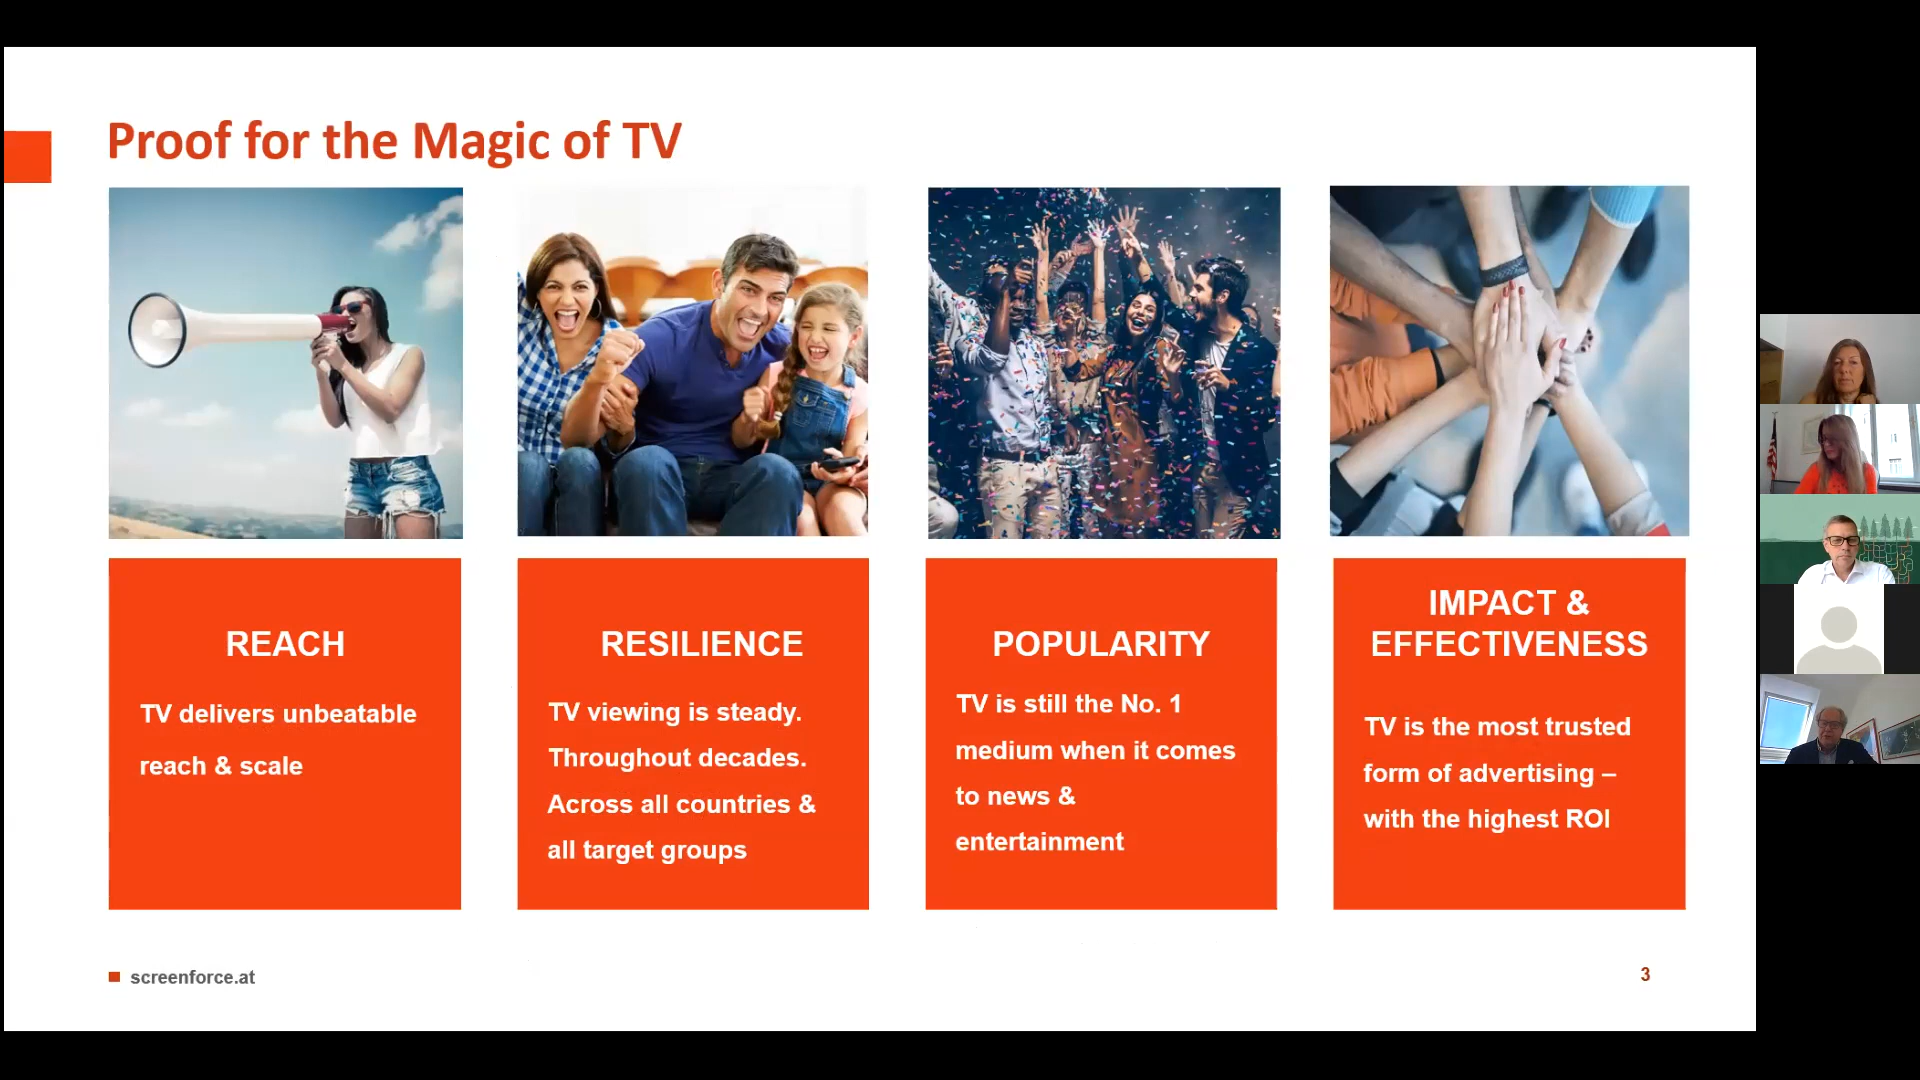 Proof for the Magic of TV
REACH
TV delivers unbeatable
reach & scale
RESILIENCE
TV viewing is steady.
Throughout decades.
Across all countries &
all target groups
POPULARITY
TV is still the No. 1
medium when it comes
to news &
entertainment
IMPACT &
EFFECTIVENESS
TV is the most trusted
form of advertising –
with the highest ROI
screenforce.at
3